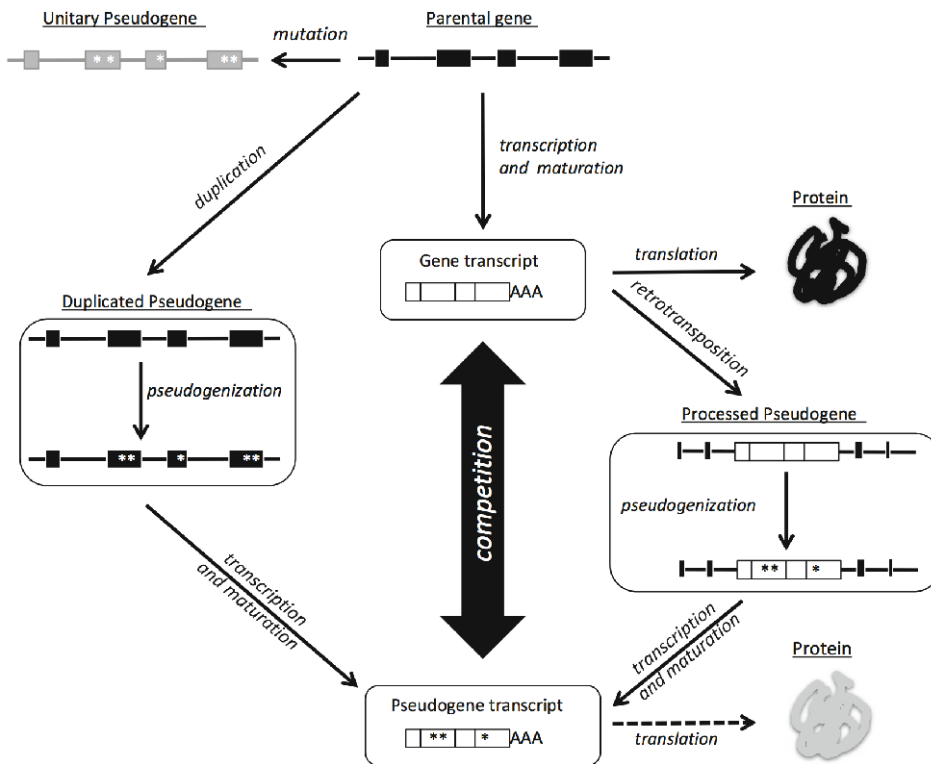 Unitary Pseudogene
Parental gene
mutation
** * **
duplication
transcription
and maturation
Protein
Gene transcript
AAA
translation
retrotransposition
Duplicated Pseudogene
pseudogenization
** * **
Processed Pseudogene
pseudogenization
** *
competition
transcription
and maturation
transcription
and maturation
Protein
Pseudogene transcript
** * AAA
translation